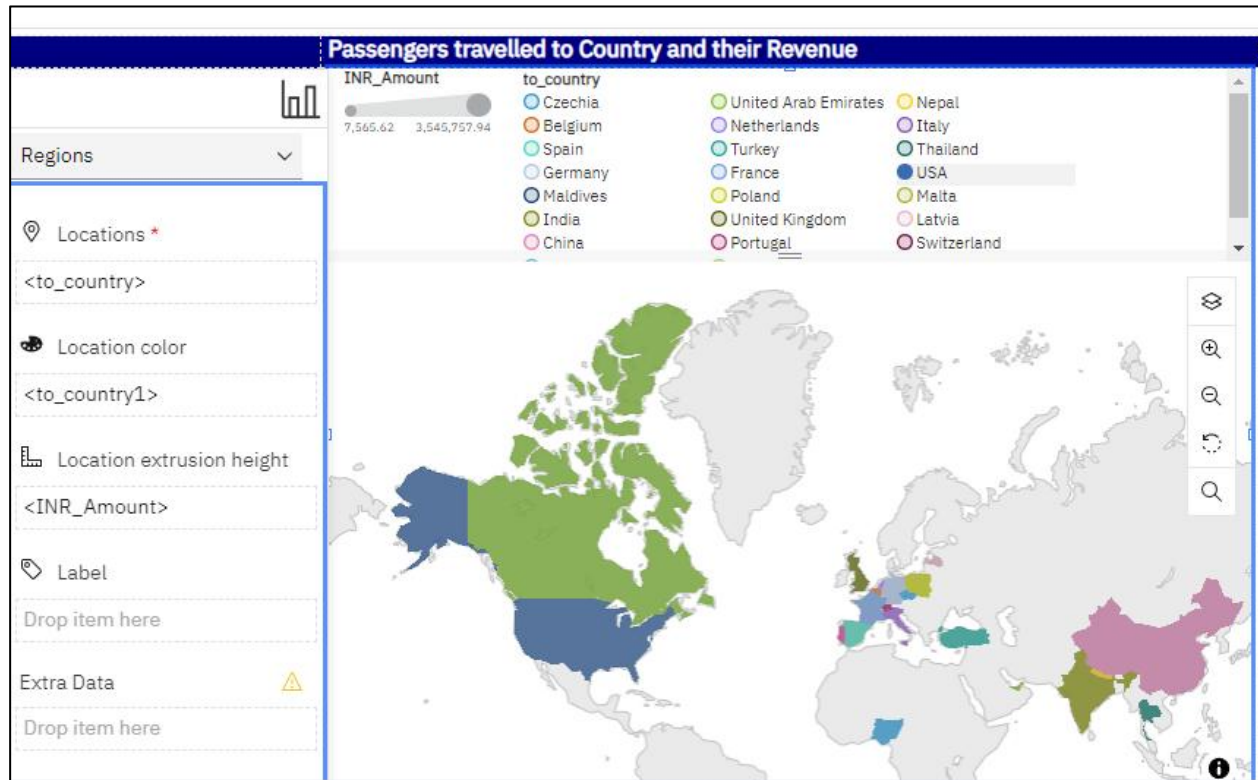 Passengers travelled to Country and their Revenue
INR_Amount
7,565.62 3,545,757.94
to_country
Czechia
Belgium
Spain
Germany
Maldives
India
China
United Arab Emirates
Netherlands
Turkey
France
Poland
United Kingdom
Portugal
Nepal
Italy
Thailand
USA
Malta
Latvia
Switzerland
Regions
Locations *
<to_country>
Location color
<to_country1>
Location extrusion height
<INR_Amount>
Label
Drop item here
Extra Data
Drop item here